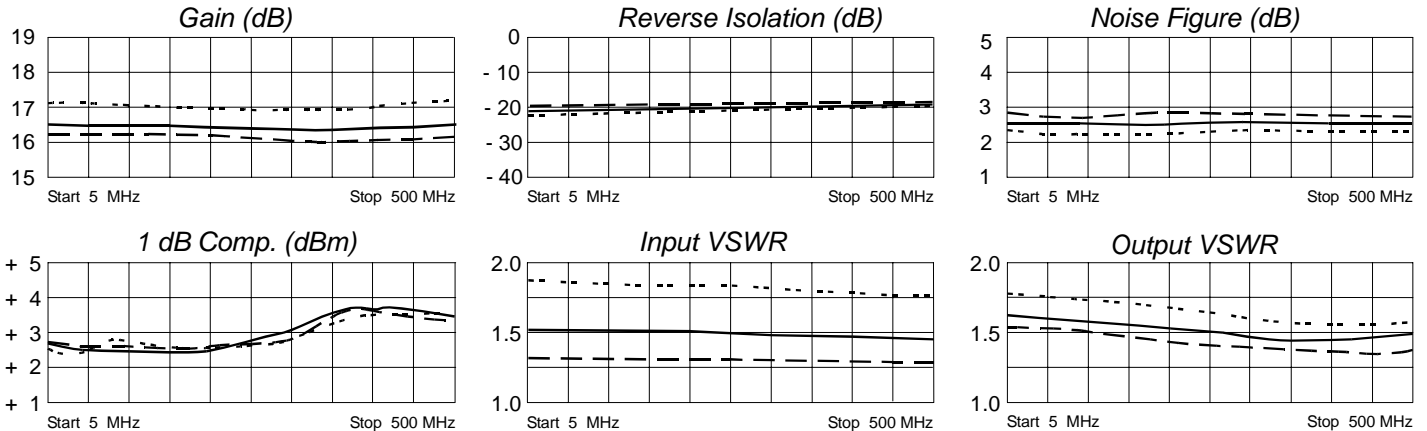 Gain (dB)
19
18
17
16
15
Start 5 MHz
Stop 500 MHz
Reverse Isolation (dB)
0
- 10
- 20
- 30
- 40
Start 5 MHz
Stop 500 MHz
Noise Figure (dB)
5
4
3
2
1
Start 5 MHz
Stop 500 MHz
1 dB Comp. (dBm)
+ 5
+ 4
+ 3
+ 2
+ 1
Start 5 MHz
Stop 500 MHz
Input VSWR
2.0
1.5
1.0
Start 5 MHz
Stop 500 MHz
Output VSWR
2.0
1.5
1.0
Start 5 MHz
Stop 500 MHz